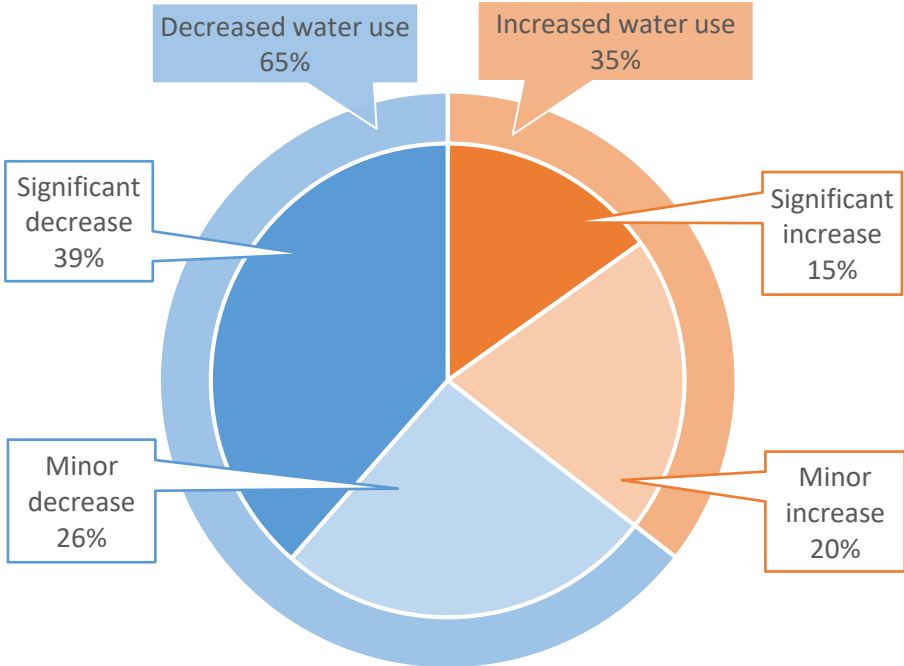 Decreased water use
65%
Increased water use
35%
Significant
decrease
39%
Significant
increase
15%
Minor
decrease
26%
Minor
increase
20%